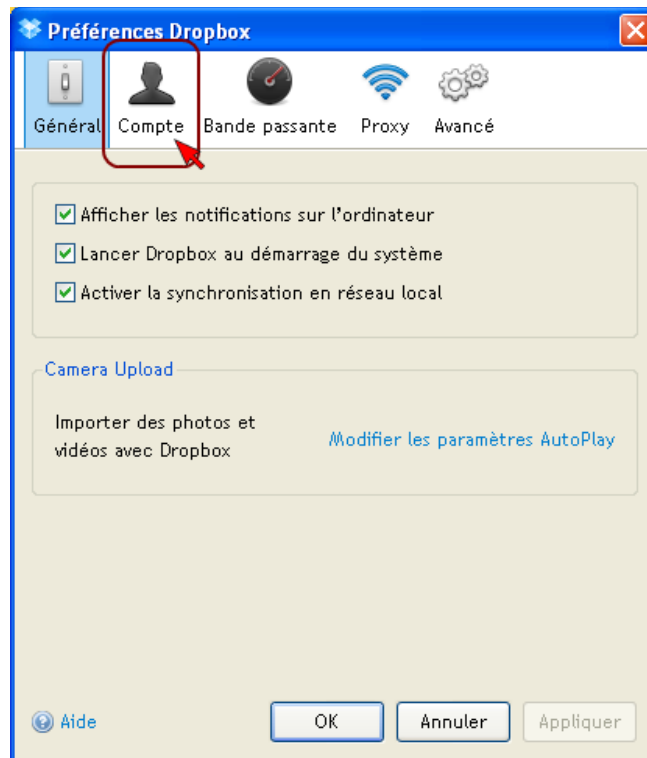 Préférences Dropbox
Général Compte Bande passante Proxy Avancé
Afficher les notifications sur l'ordinateur
Lancer Dropbox au démarrage du système
Activer la synchronisation en réseau local
Camera Upload
Importer des photos et
vidéos avec Dropbox
Modifier les paramètres AutoPlay
Aide OK Annuler Appliquer